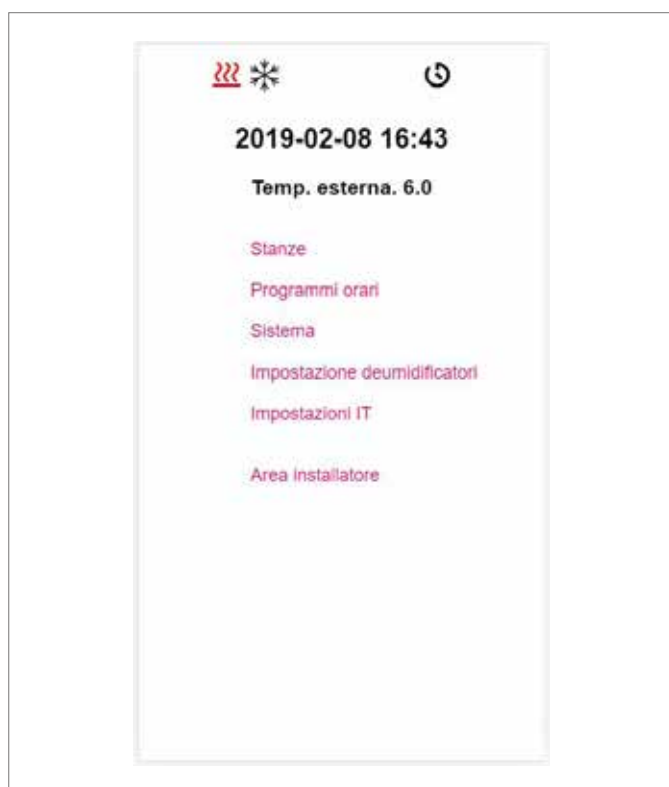 2019-02-08 16:43
Temp. esterna. 6.0
Stanze
Programmi orari
Sistema
Impostazione deumidificatori
Impostazioni IT
Area installatore